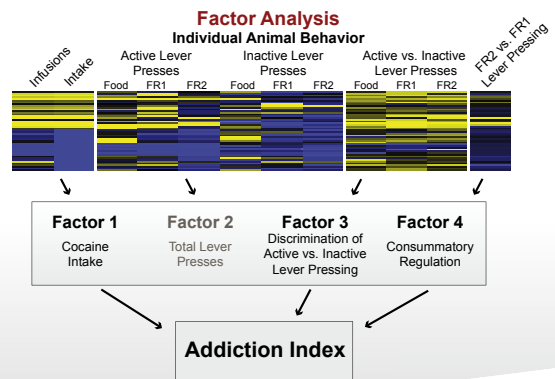 Factor Analysis
Individual Animal Behavior
Infusions
Intake
Active Lever
Presses
Food FR1 FR2
Inactive Lever
Presses
Food FR1 FR2
Active vs. Inactive
Lever Presses
Food FR1 FR2
FR2 vs. FR1
Lever Pressing
Factor 1
Cocaine
Intake
Factor 2
Total Lever
Presses
Factor 3
Discrimination of
Active vs. Inactive
Lever Pressing
Factor 4
Consummatory
Regulation
Addiction Index